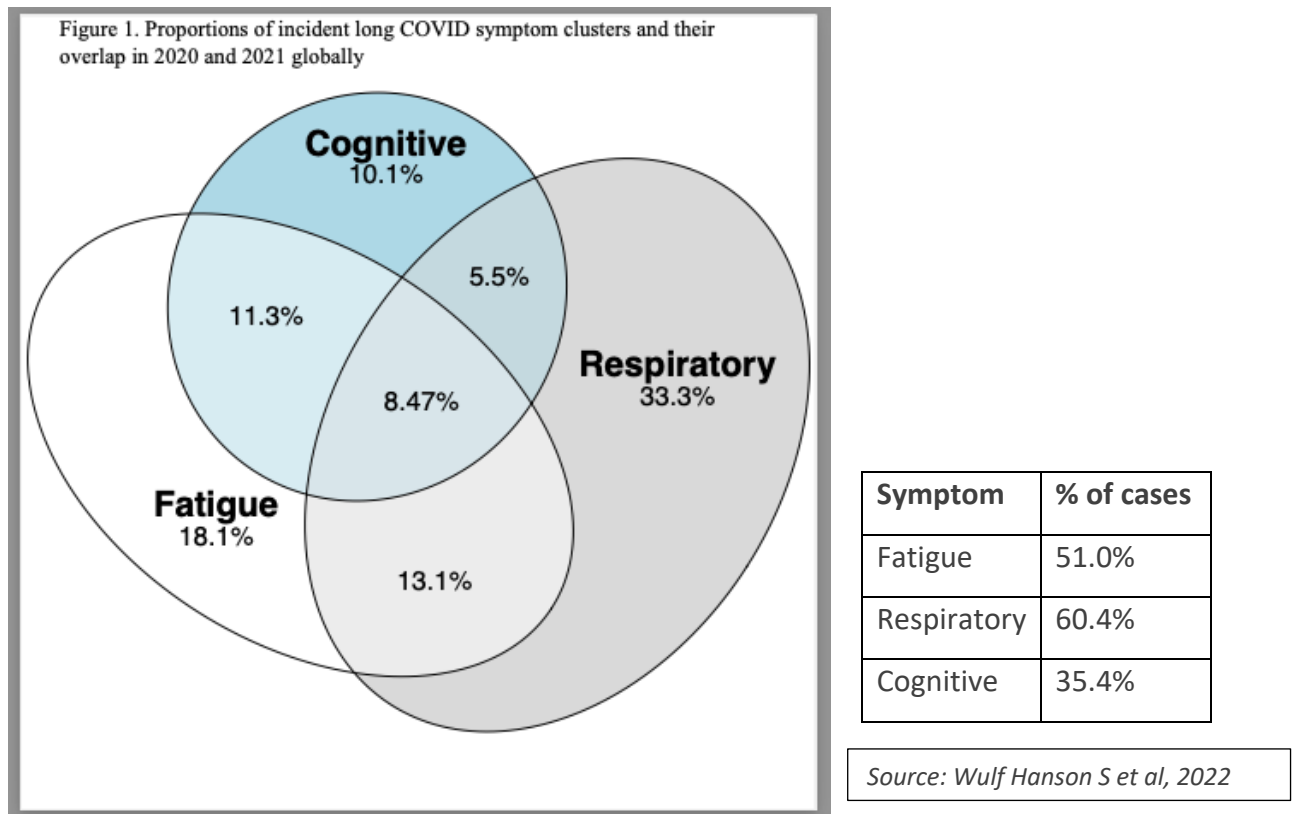 Figure 1. Proportions of incident long COVID symptom clusters and their
overlap in 2020 and 2021 globally
Cognitive
10.1%
5.5%
11.3%
Respiratory
33.3%
8.47%
Fatigue
18.1%
13.1%
Symptom % of cases
Fatigue 51.0%
Respiratory 60.4%
Cognitive 35.4%
Source: Wulf Hanson S et al, 2022